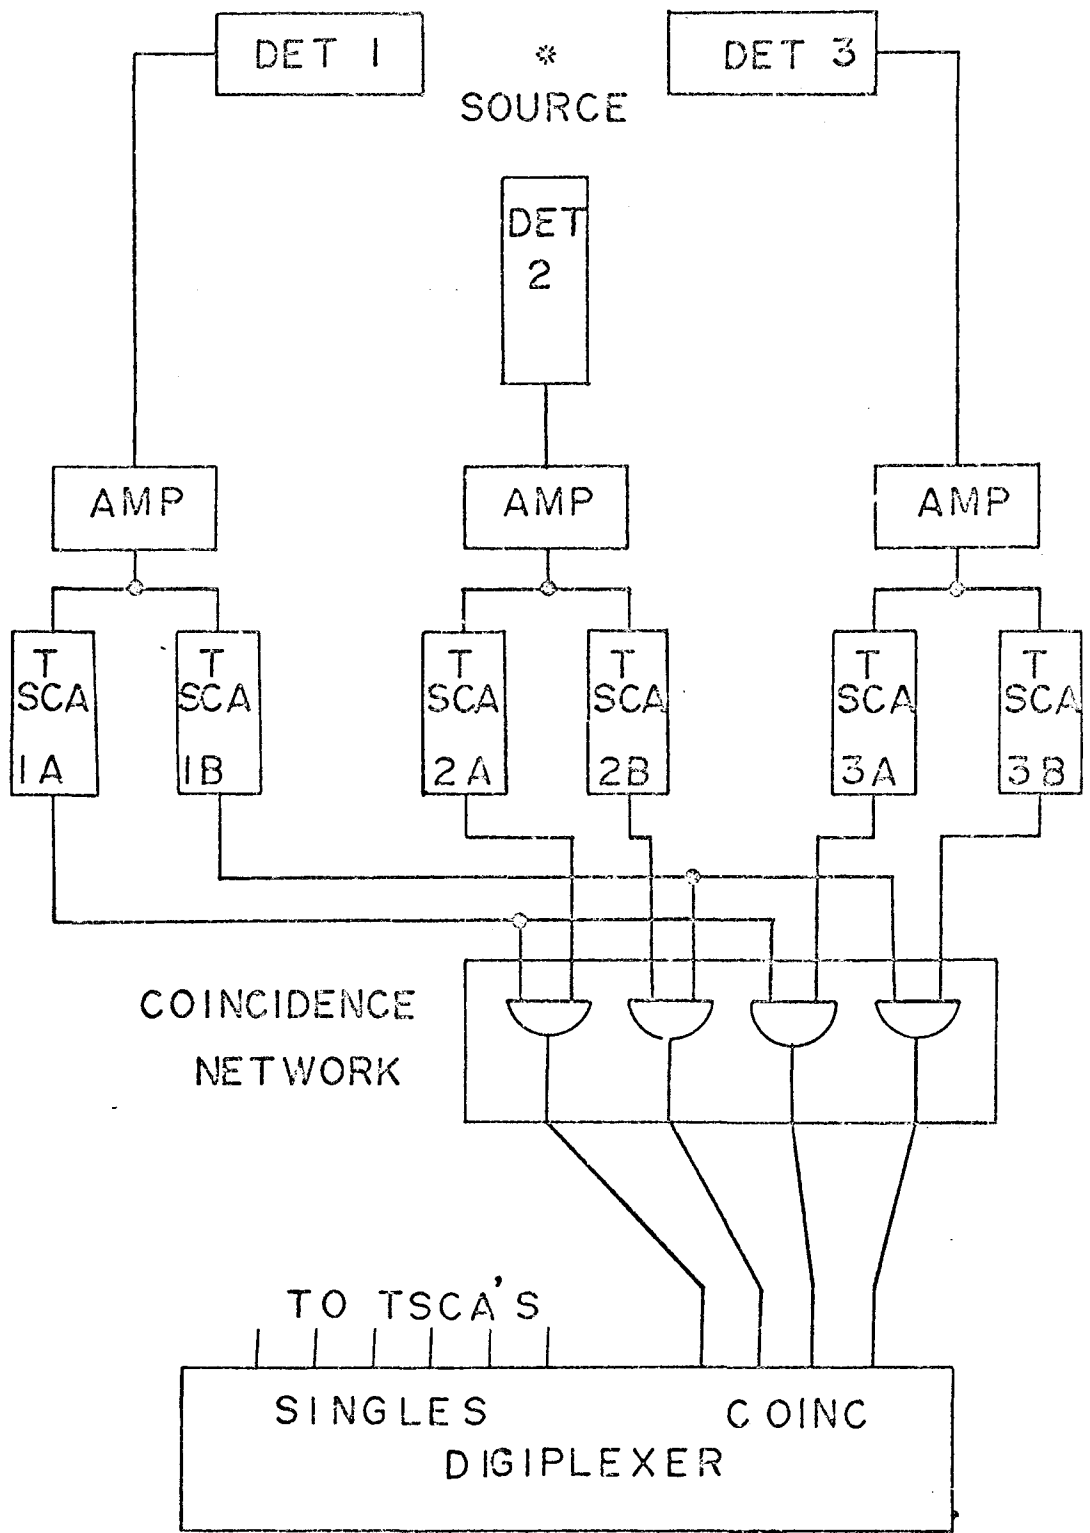 DET 1
DET 3
SOURCE
DET
2
AMP
AMP
AMP
T
SCA
1A
T
SCA
1B
T
SCA
2A
T
SCA
2B
T
SCA
3A
T
SCA
3B
COINCIDENCE
NETWORK
TO TSCA'S
SINGLES
COINC
DIGIPLEXER